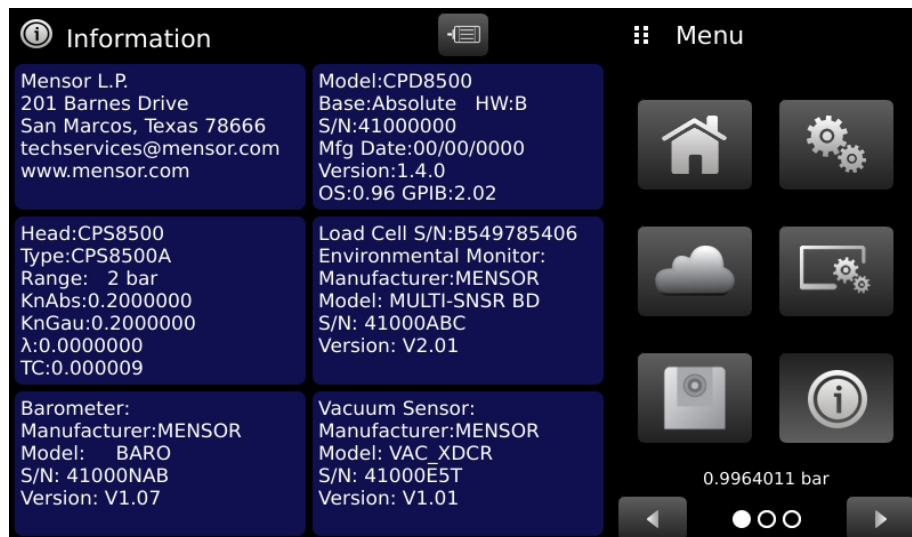 Information
Mensor L.P.
201 Barnes Drive
San Marcos, Texas 78666
techservices@mensor.com
www.mensor.com
Model:CPD8500
Base:Absolute HW:B
S/N:41000000
Mfg Date:00/00/0000
Version:1.4.0
OS:0.96 GPIB:2.02
Head:CPS8500
Type:CPS8500A
Range: 2 bar
KnAbs:0.2000000
KnGau:0.2000000
λ:0.0000000
TC:0.000009
Load Cell S/N:B549785406
Environmental Monitor:
Manufacturer:MENSOR
Model: MULTI-SNSR BD
S/N: 41000ABC
Version: V2.01
Barometer:
Manufacturer:MENSOR
Model: BARO
S/N: 41000NAB
Version: V1.07
Vacuum Sensor:
Manufacturer:MENSOR
Model: VAC_XDCR
S/N: 41000E5T
Version: V1.01
Menu
0.9964011 bar